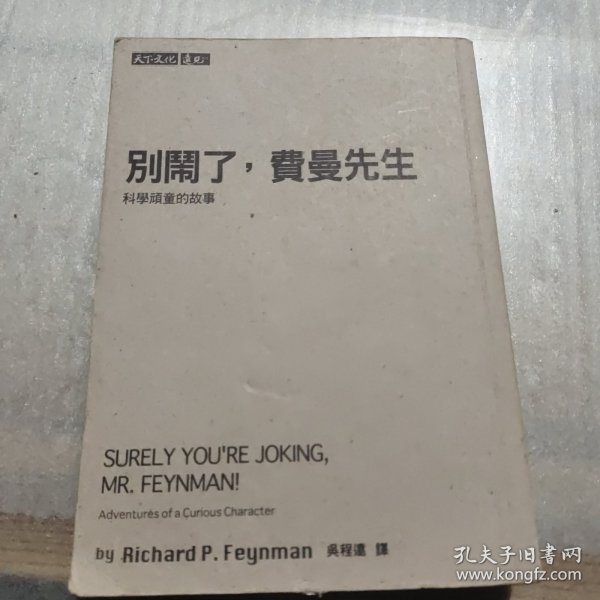 天下文化 遠見
別鬧了，費曼先生
科學頑童的故事
SURELY YOU'RE JOKING,
MR. FEYNMAN!
Adventures of a Curious Character
by Richard P. Feynman 吳程遠 譯
孔夫子旧书网
www.kongfz.com